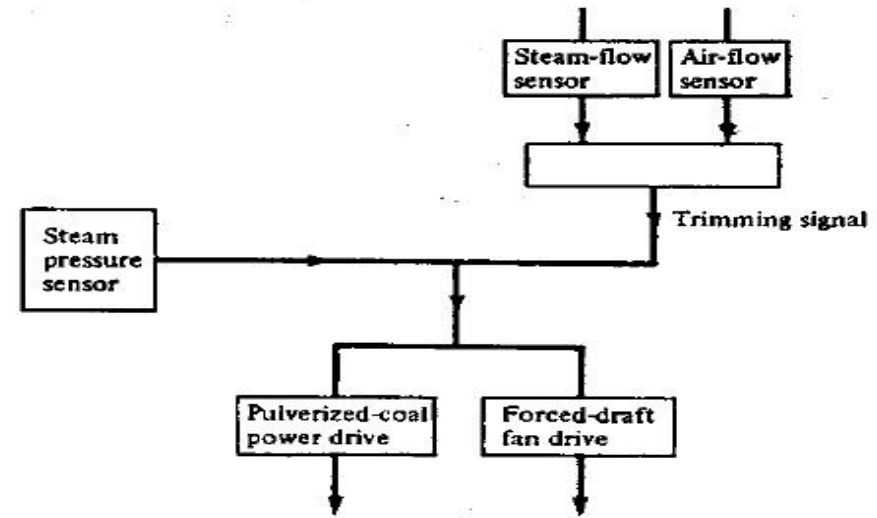 Steam-flow
sensor
Air-flow
sensor
Trimming signal
Steam
pressure
sensor
Pulverized-coal
power drive
Forced-draft
fan drive